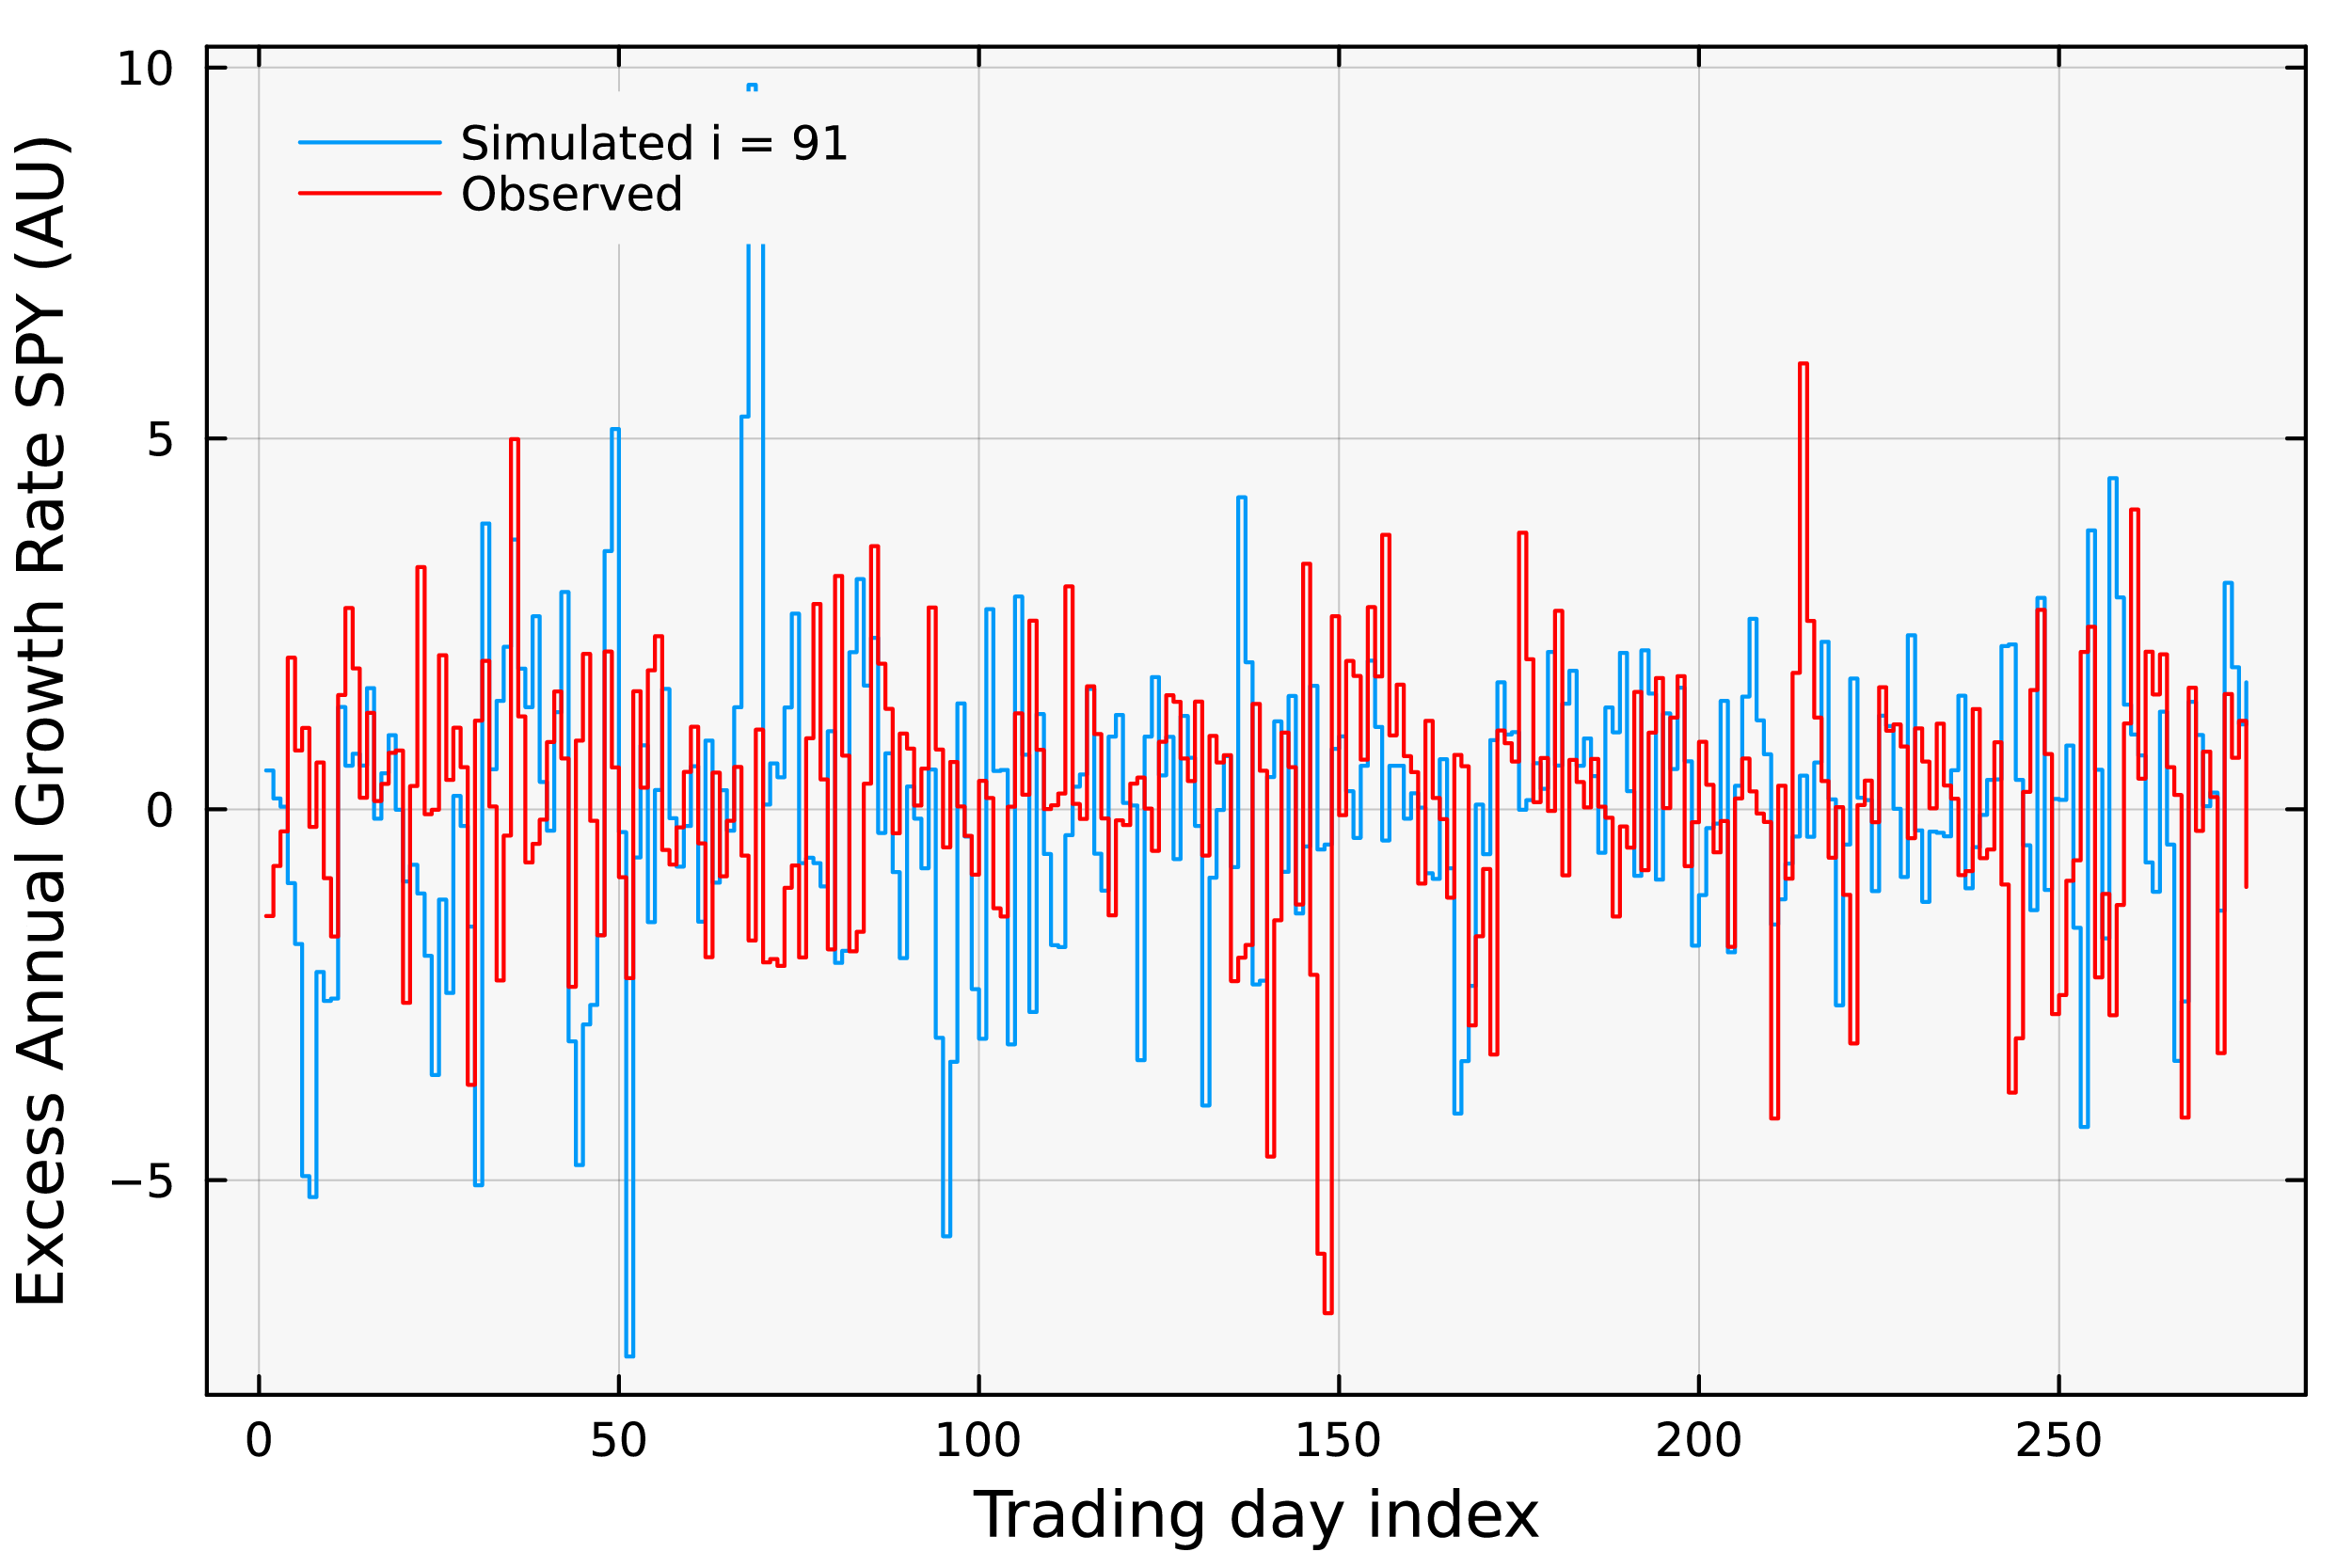 Excess Annual Growth Rate SPY (AU)
10
5
0
−5
Simulated i = 91
Observed
0 50 100 150 200 250
Trading day index